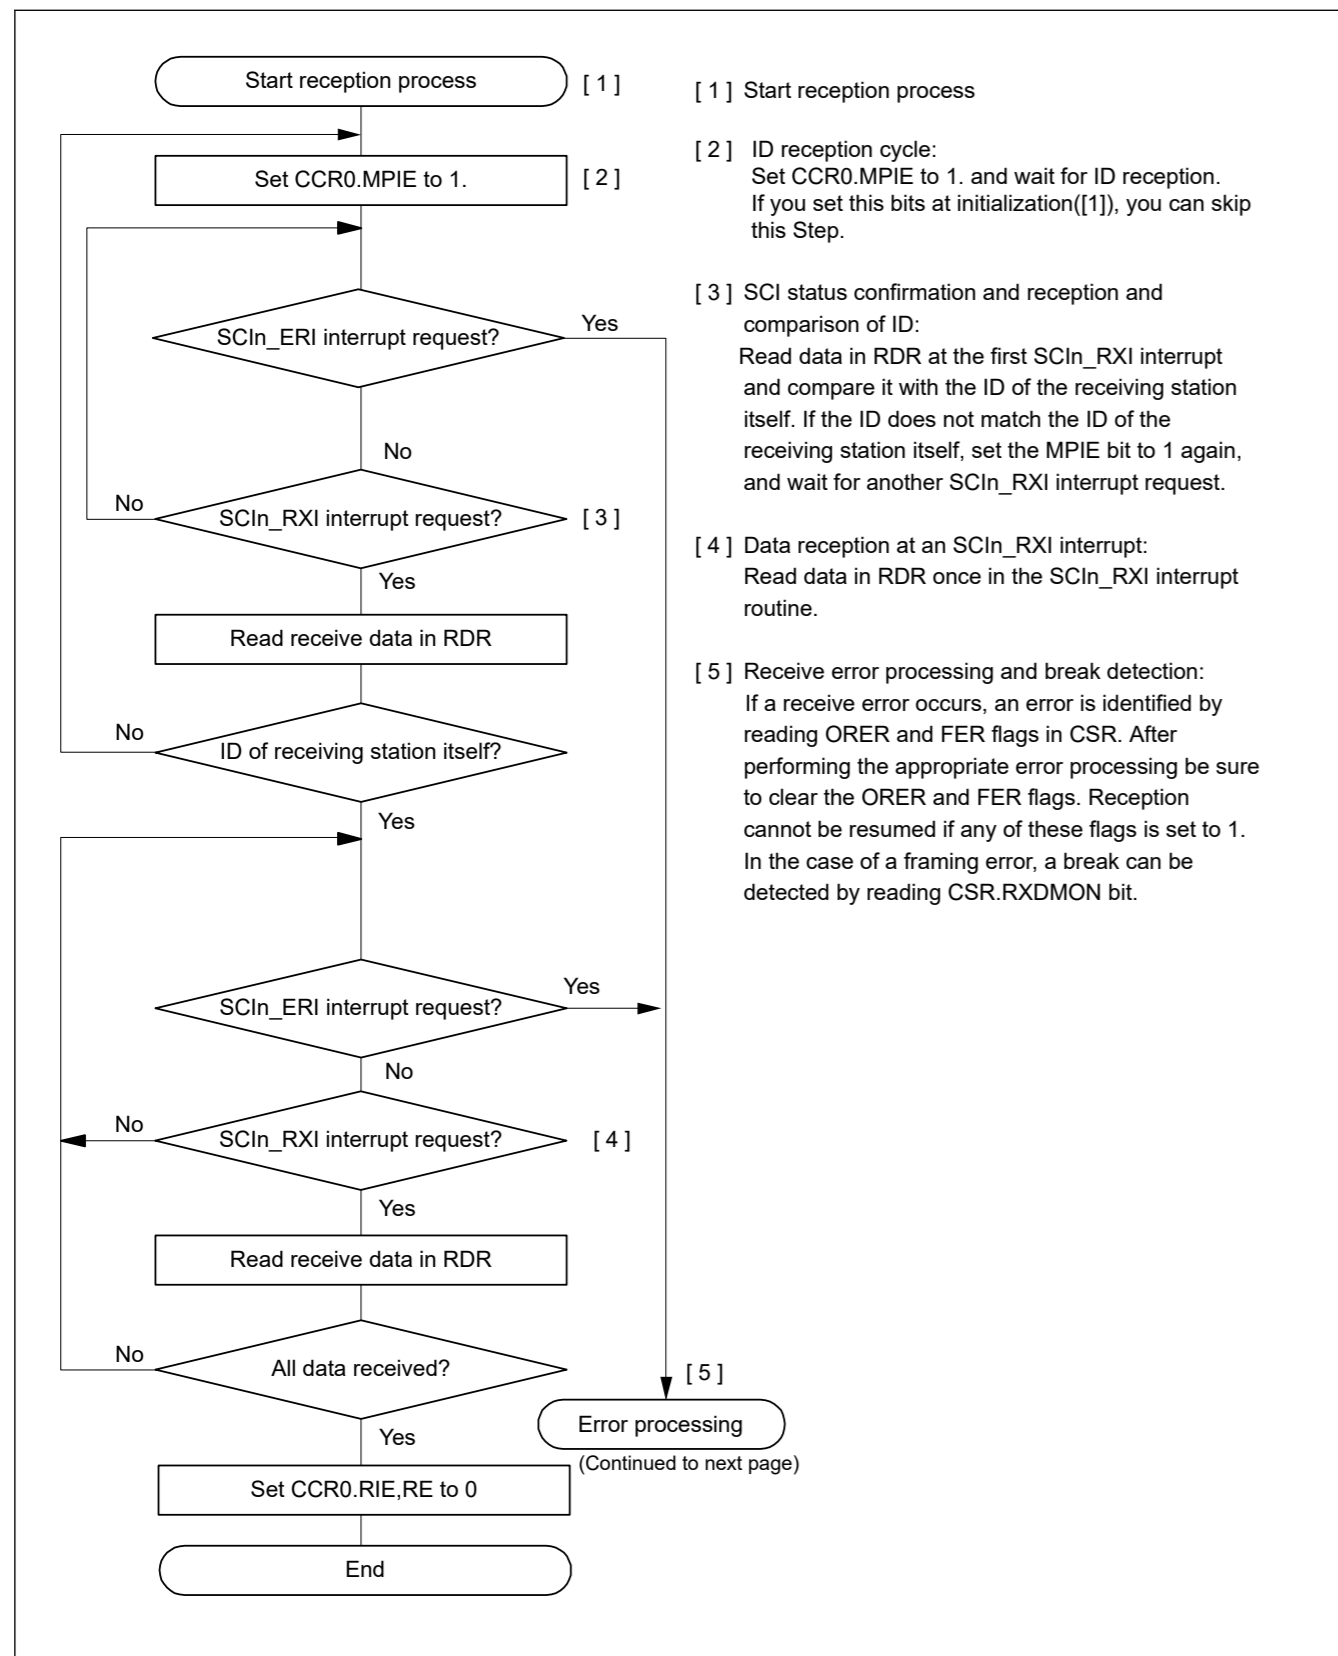 Start reception process
[ 1 ]
Set CCR0.MPIE to 1.
[ 2 ]
SCIn_ERI interrupt request?
Yes
No
SCIn_RXI interrupt request?
No
[ 3 ]
Yes
Read receive data in RDR
ID of receiving station itself?
No
Yes
SCIn_ERI interrupt request?
Yes
No
SCIn_RXI interrupt request?
No
[ 4 ]
Yes
Read receive data in RDR
All data received?
No
Yes
Set CCR0.RIE,RE to 0
End
[ 5 ]
Error processing
(Continued to next page)
[ 1 ] Start reception process
[ 2 ] ID reception cycle:
Set CCR0.MPIE to 1. and wait for ID reception.
If you set this bits at initialization([1]), you can skip
this Step.
[ 3 ] SCI status confirmation and reception and
comparison of ID:
Read data in RDR at the first SCIn_RXI interrupt
and compare it with the ID of the receiving station
itself. If the ID does not match the ID of the
receiving station itself, set the MPIE bit to 1 again,
and wait for another SCIn_RXI interrupt request.
[ 4 ] Data reception at an SCIn_RXI interrupt:
Read data in RDR once in the SCIn_RXI interrupt
routine.
[ 5 ] Receive error processing and break detection:
If a receive error occurs, an error is identified by
reading ORER and FER flags in CSR. After
performing the appropriate error processing be sure
to clear the ORER and FER flags. Reception
cannot be resumed if any of these flags is set to 1.
In the case of a framing error, a break can be
detected by reading CSR.RXDMON bit.